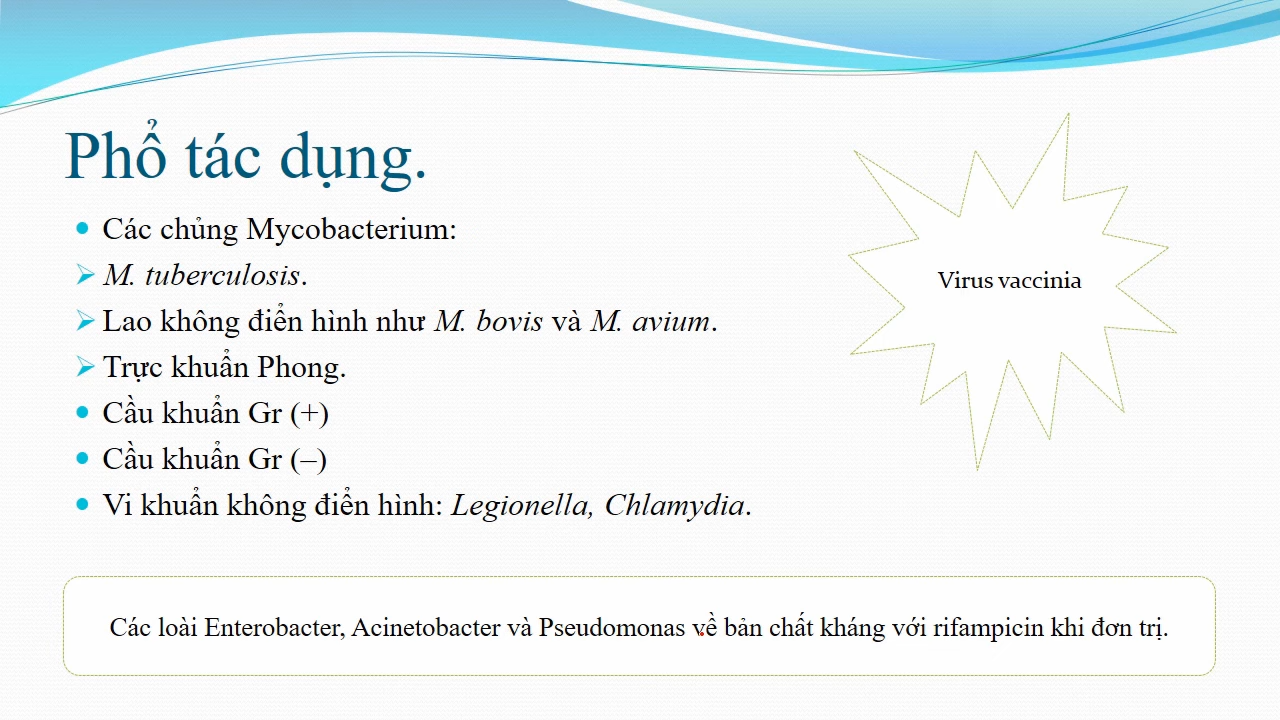 Phổ tác dụng.
Các chủng Mycobacterium:
M. tuberculosis.
Lao không điển hình như M. bovis và M. avium.
Trực khuẩn Phong.
Cầu khuẩn Gr (+)
Cầu khuẩn Gr (–)
Vi khuẩn không điển hình: Legionella, Chlamydia.
Virus vaccinia
Các loài Enterobacter, Acinetobacter và Pseudomonas về bản chất kháng với rifampicin khi đơn trị.